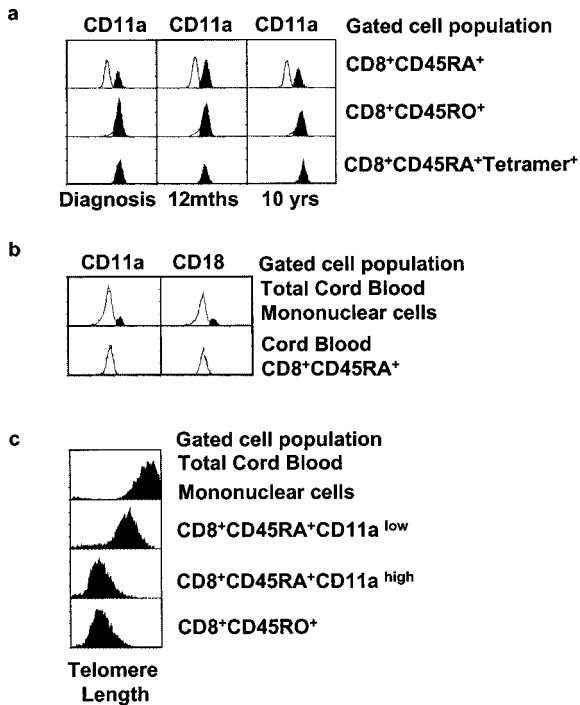 a
CD11a CD11a CD11a Gated cell population
CD8⁺CD45RA⁺
CD8⁺CD45RO⁺
CD8⁺CD45RA⁺Tetramer⁺
Diagnosis 12mths 10 yrs
b
CD11a CD18 Gated cell population
Total Cord Blood
Mononuclear cells
Cord Blood
CD8⁺CD45RA⁺
c
Gated cell population
Total Cord Blood
Mononuclear cells
CD8⁺CD45RA⁺CD11a low
CD8⁺CD45RA⁺CD11a high
CD8⁺CD45RO⁺
Telomere
Length